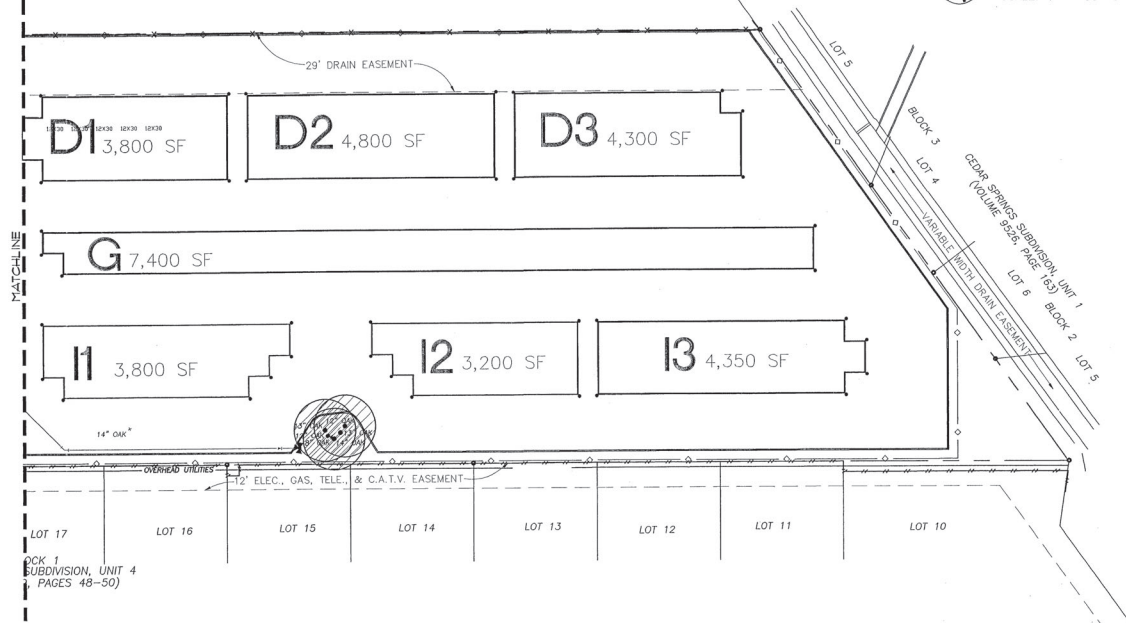 29' DRAIN EASEMENT
D1 3,800 SF
12X30 12X30 12X30 12X30
D2 4,800 SF
D3 4,300 SF
LOT 5
BLOCK 3
LOT 4
CEDAR SPRINGS SUBDIVISION, UNIT 1
(VOLUME 9526, PAGE 163)
VARIABLE WIDTH DRAIN EASEMENT
LOT 6
BLOCK 2
LOT 5
MATCHLINE
G 7,400 SF
I1 3,800 SF
I2 3,200 SF
I3 4,350 SF
14" OAK*
OVERHEAD UTILITIES
12' ELEC., GAS, TELE., & C.A.T.V. EASEMENT
LOT 17
LOT 16
LOT 15
LOT 14
LOT 13
LOT 12
LOT 11
LOT 10
OCK 1
SUBDIVISION, UNIT 4
, PAGES 48-50)